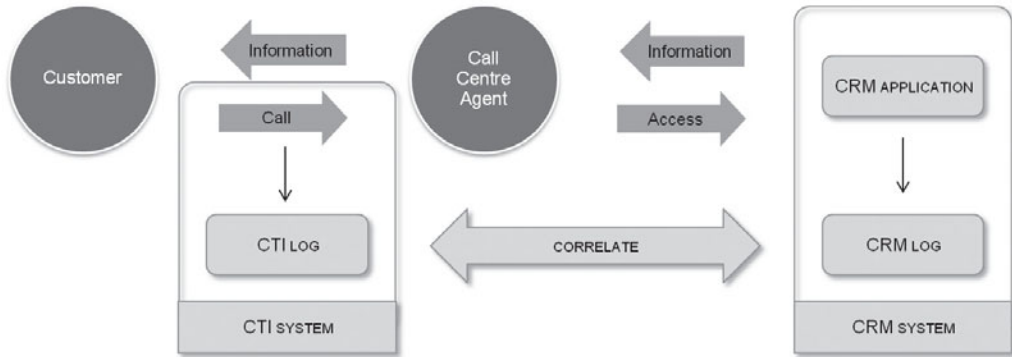 Customer
Information
Call
CTI LOG
CTI SYSTEM
Call
Centre
Agent
Information
Access
CORRELATE
CRM APPLICATION
CRM LOG
CRM SYSTEM